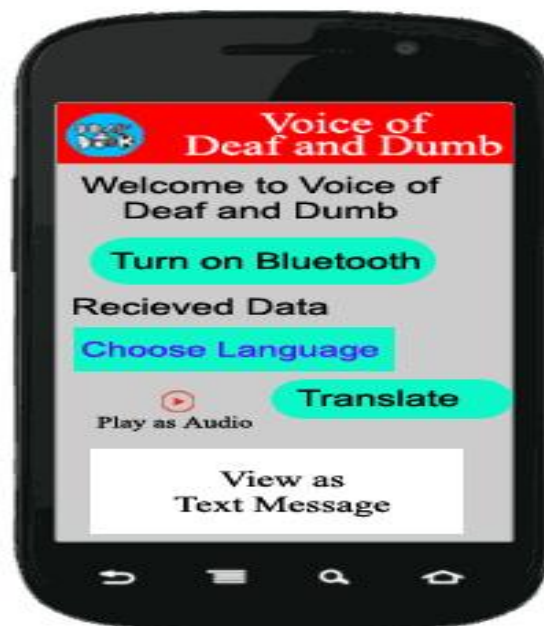 Voice of
Deaf and Dumb
Welcome to Voice of
Deaf and Dumb
Turn on Bluetooth
Recieved Data
Choose Language
Translate
Play as Audio
View as
Text Message